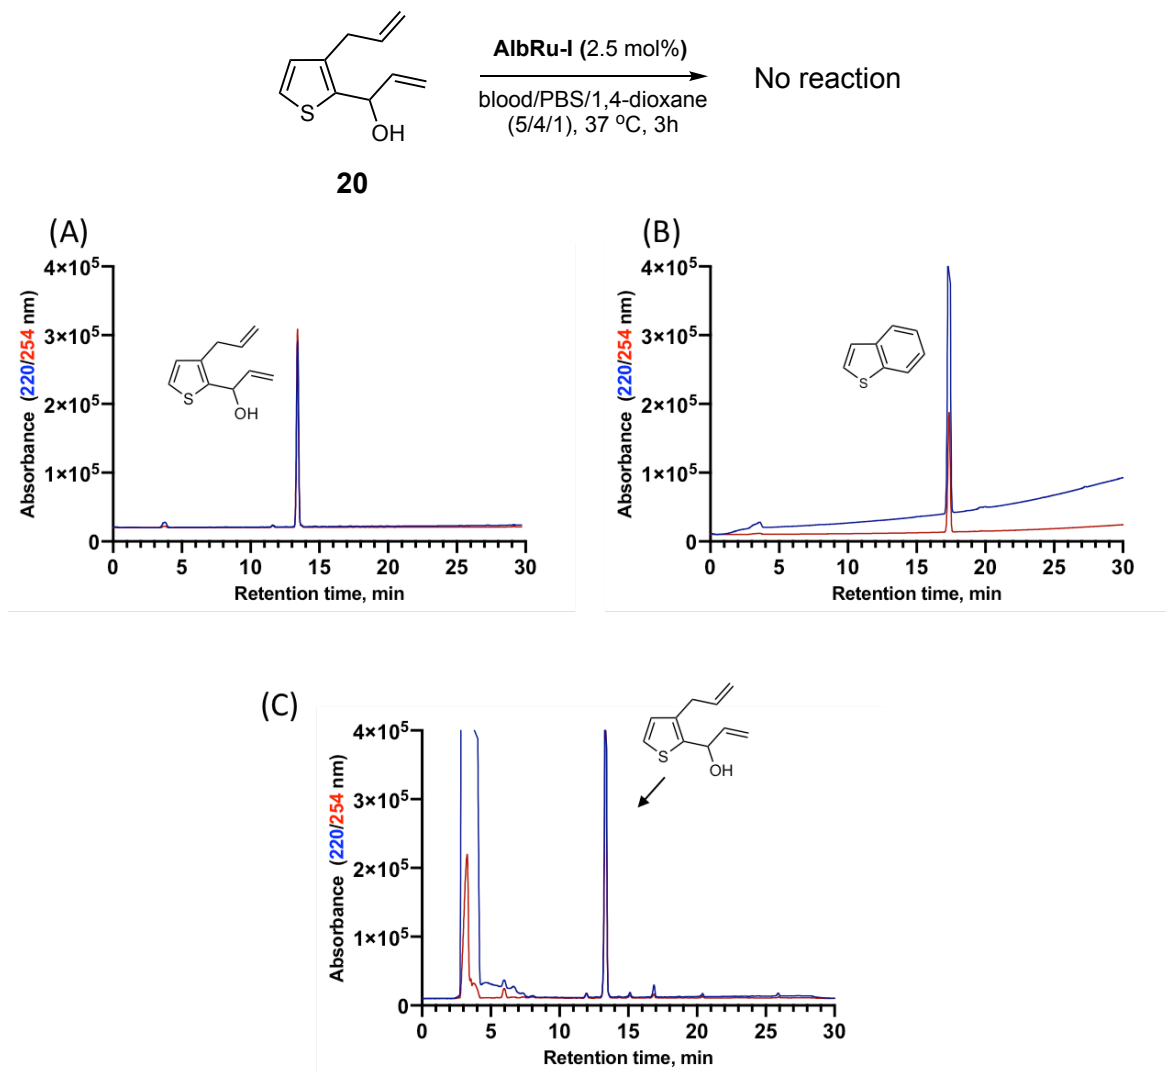 AlbRu-I (2.5 mol%)
blood/PBS/1,4-dioxane
(5/4/1), 37 ºC, 3h
No reaction
S
OH
20
(A)
4×10⁵
3×10⁵
2×10⁵
1×10⁵
0
Absorbance (220/254 nm)
S
OH
0 5 10 15 20 25 30
Retention time, min
(B)
4×10⁵
3×10⁵
2×10⁵
1×10⁵
0
Absorbance (220/254 nm)
S
0 5 10 15 20 25 30
Retention time, min
(C)
4×10⁵
3×10⁵
2×10⁵
1×10⁵
0
Absorbance (220/254 nm)
S
OH
0 5 10 15 20 25 30
Retention time, min